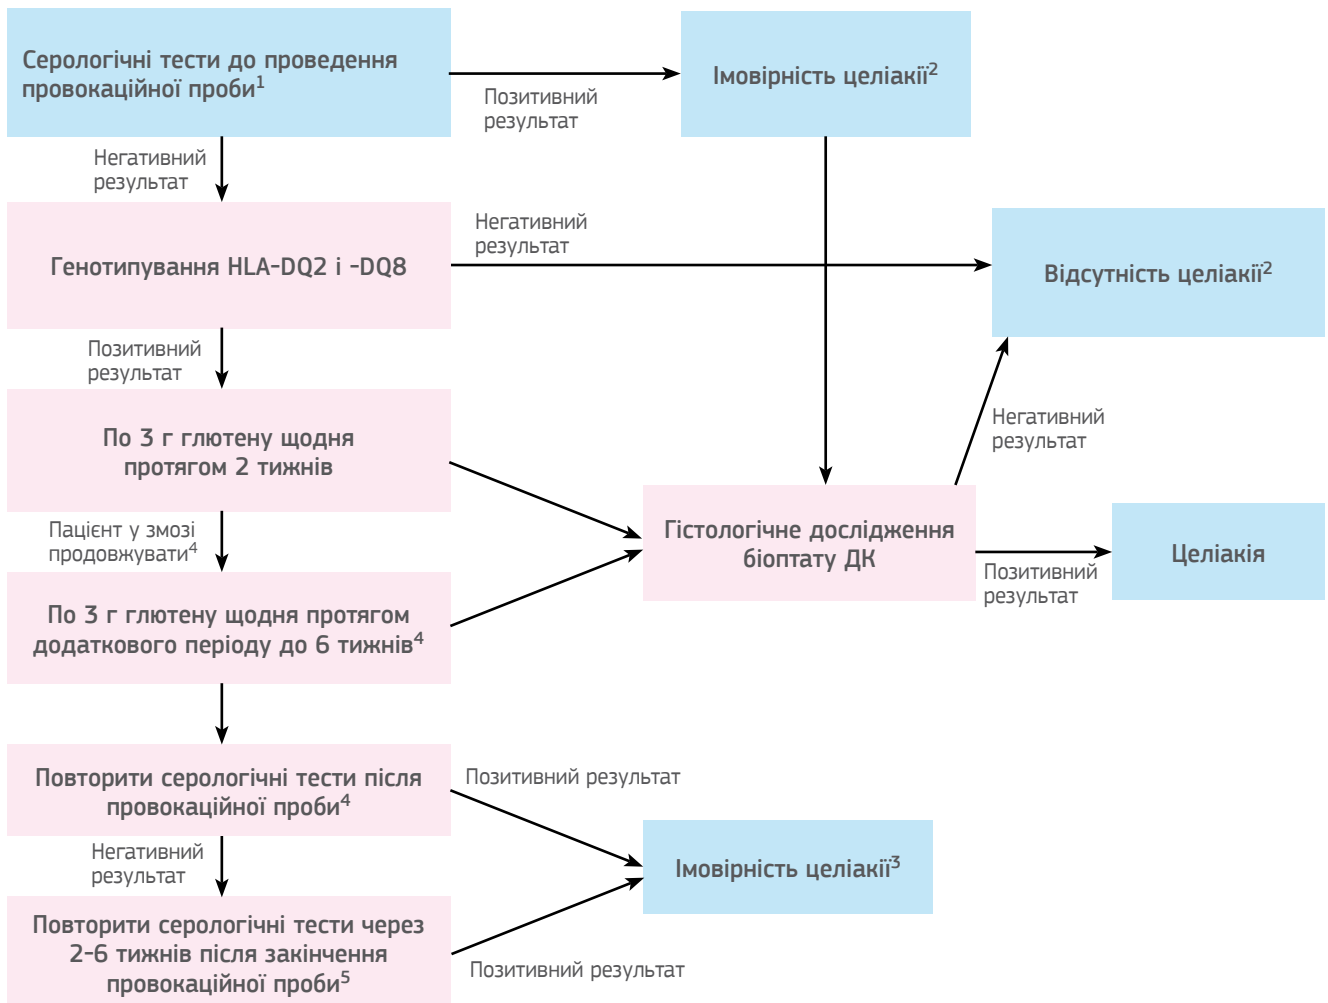 Серологічні тести до проведення
провокаційної проби1
Позитивний
результат
Імовірність целіакії2
Негативний
результат
Генотипування HLA-DQ2 і -DQ8
Негативний
результат
Відсутність целіакії2
Позитивний
результат
По 3 г глютену щодня
протягом 2 тижнів
Негативний
результат
Пацієнт у змозі
продовжувати4
Гістологічне дослідження
біоптату ДК
Позитивний
результат
Целіакія
По 3 г глютену щодня протягом
додаткового періоду до 6 тижнів4
Повторити серологічні тести після
провокаційної проби4
Позитивний результат
Негативний
результат
Імовірність целіакії3
Повторити серологічні тести через
2-6 тижнів після закінчення
провокаційної проби5
Позитивний результат